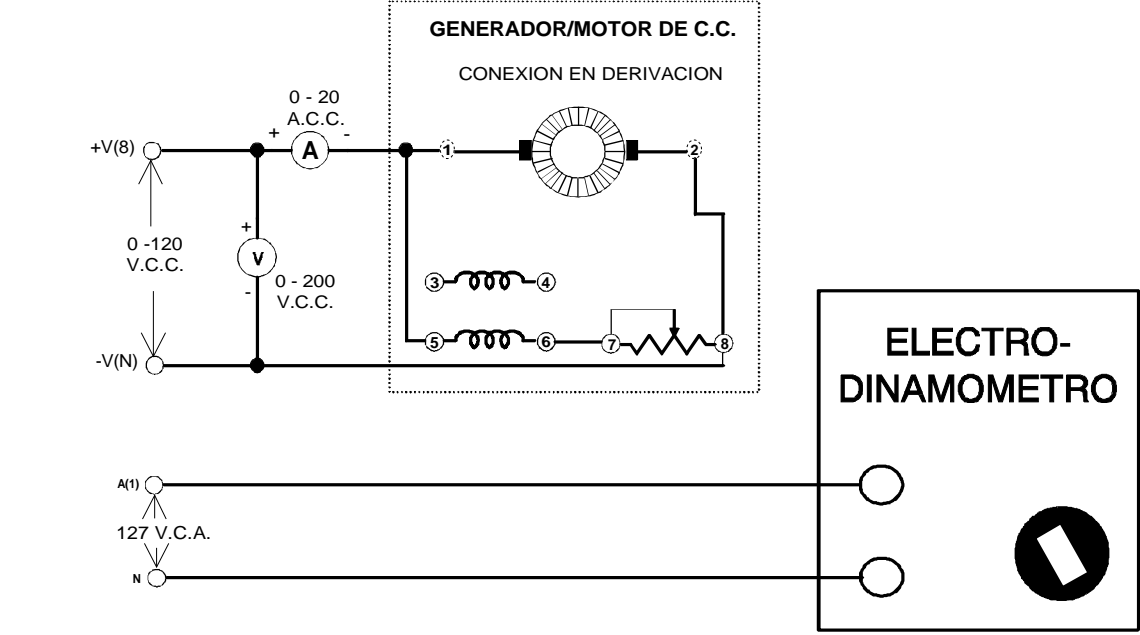 GENERADOR/MOTOR DE C.C.
CONEXION EN DERIVACION
0 - 20
A.C.C.
+ -
+V(8)
A
1
2
0 -120
V.C.C.
+
V
-
0 - 200
V.C.C.
3
4
5
6
7
8
-V(N)
ELECTRO-
DINAMOMETRO
A(1)
127 V.C.A.
N